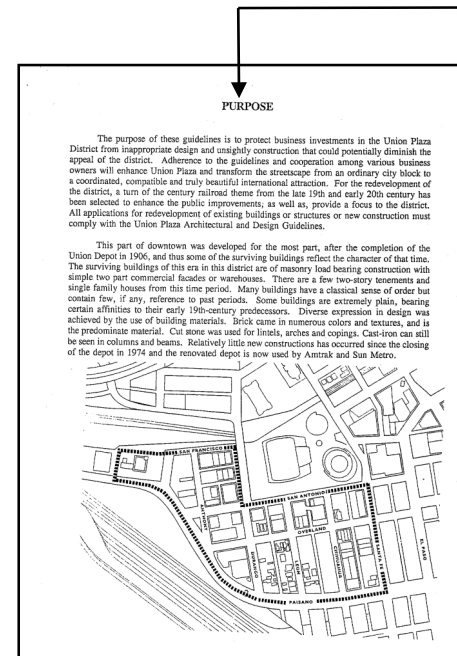 PURPOSE
The purpose of these guidelines is to protect business investments in the Union Plaza
District from inappropriate design and unsightly construction that could potentially diminish the
appeal of the district. Adherence to the guidelines and cooperation among various business
owners will enhance Union Plaza and transform the streetscape from an ordinary city block to
a coordinated, compatible and truly beautiful international attraction. For the redevelopment of
the district, a turn of the century railroad theme from the late 19th and early 20th century has
been selected to enhance the public improvements; as well as, provide a focus to the district.
All applications for redevelopment of existing buildings or structures or new construction must
comply with the Union Plaza Architectural and Design Guidelines.
This part of downtown was developed for the most part, after the completion of the
Union Depot in 1906, and thus some of the surviving buildings reflect the character of that time.
The surviving buildings of this era in this district are of masonry load bearing construction with
simple two part commercial facades or warehouses. There are a few two-story tenements and
single family houses from this time period. Many buildings have a classical sense of order but
contain few, if any, reference to past periods. Some buildings are extremely plain, bearing
certain affinities to their early 19th-century predecessors. Diverse expression in design was
achieved by the use of building materials. Brick came in numerous colors and textures, and is
the predominate material. Cut stone was used for lintels, arches and copings. Cast-iron can still
be seen in columns and beams. Relatively little new constructions has occurred since the closing
of the depot in 1974 and the renovated depot is now used by Amtrak and Sun Metro.
SAN FRANCISCO
SAN ANTONIO
ANTHONY
OVERLAND
DURANGO
LEON
CHIHUAHUA
SANTA FE
EL PASO
PAISANO